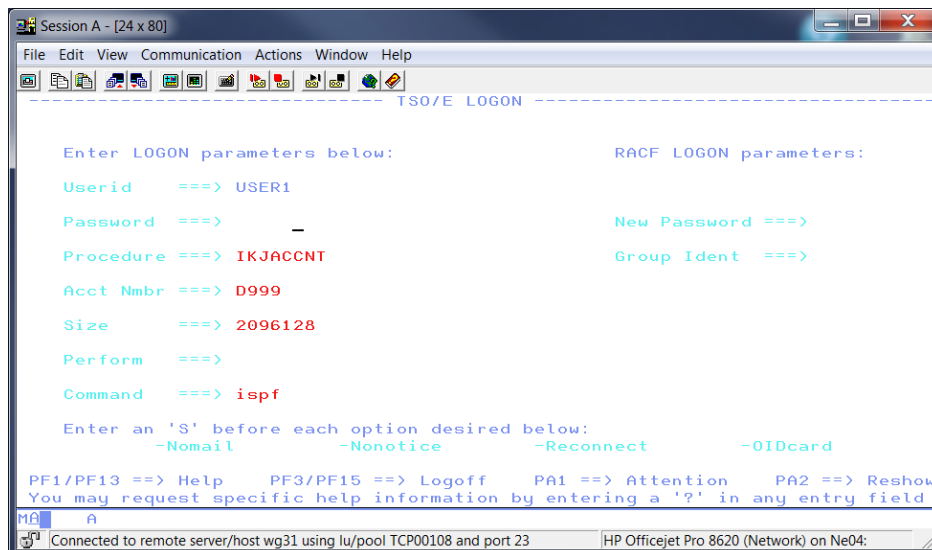 Session A - [24 x 80]
File Edit View Communication Actions Window Help
------------------------------- TSO/E LOGON -----------------------------------
Enter LOGON parameters below: RACF LOGON parameters:
Userid ===> USER1
Password ===> _ New Password ===>
Procedure ===> IKJACCNT Group Ident ===>
Acct Nmbr ===> D999
Size ===> 2096128
Perform ===>
Command ===> ispf
Enter an 'S' before each option desired below:
-Nomail -Nonotice -Reconnect -OIDcard
PF1/PF13 ==> Help PF3/PF15 ==> Logoff PA1 ==> Attention PA2 ==> Reshow
You may request specific help information by entering a '?' in any entry field
MA A
Connected to remote server/host wg31 using lu/pool TCP00108 and port 23 HP Officejet Pro 8620 (Network) on Ne04: